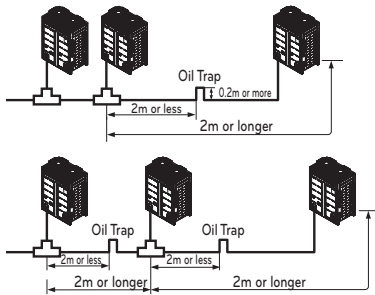 Oil Trap
0.2m or more
2m or less
2m or longer
Oil Trap
Oil Trap
2m or less
2m or less
2m or longer
2m or longer